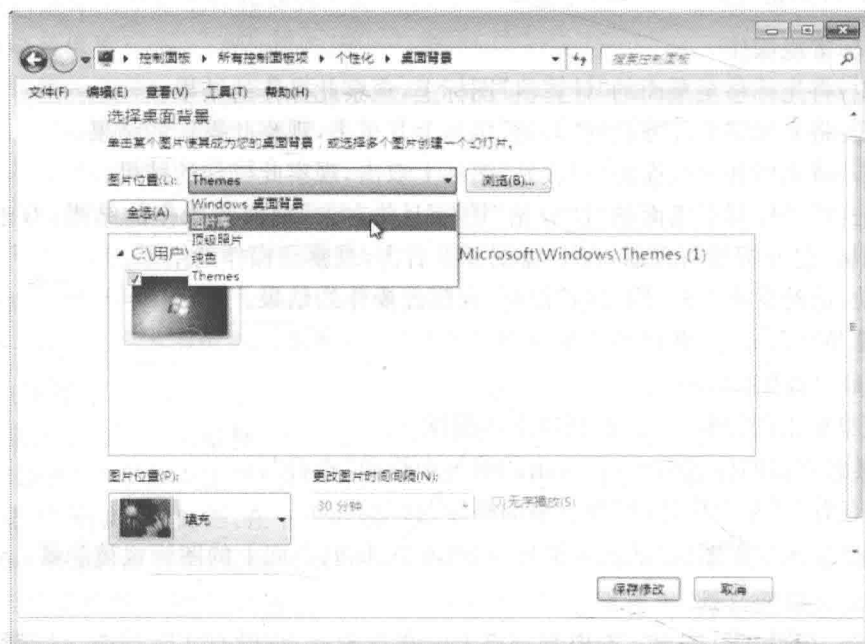 控制面板 ▸ 所有控制面板项 ▸ 个性化 ▸ 桌面背景
搜索控制面板
文件(F) 编辑(E) 查看(V) 工具(T) 帮助(H)
选择桌面背景
单击某个图片使其成为您的桌面背景，或选择多个图片创建一个幻灯片。
图片位置(L): Themes 浏览(B)...
全选(A)
Windows 桌面背景
图片库
顶级照片
纯色
Themes
C:\用户\ Microsoft\Windows\Themes (1)
图片位置(P): 更改图片时间间隔(N):
填充 30 分钟 无序播放(S)
保存修改 取消